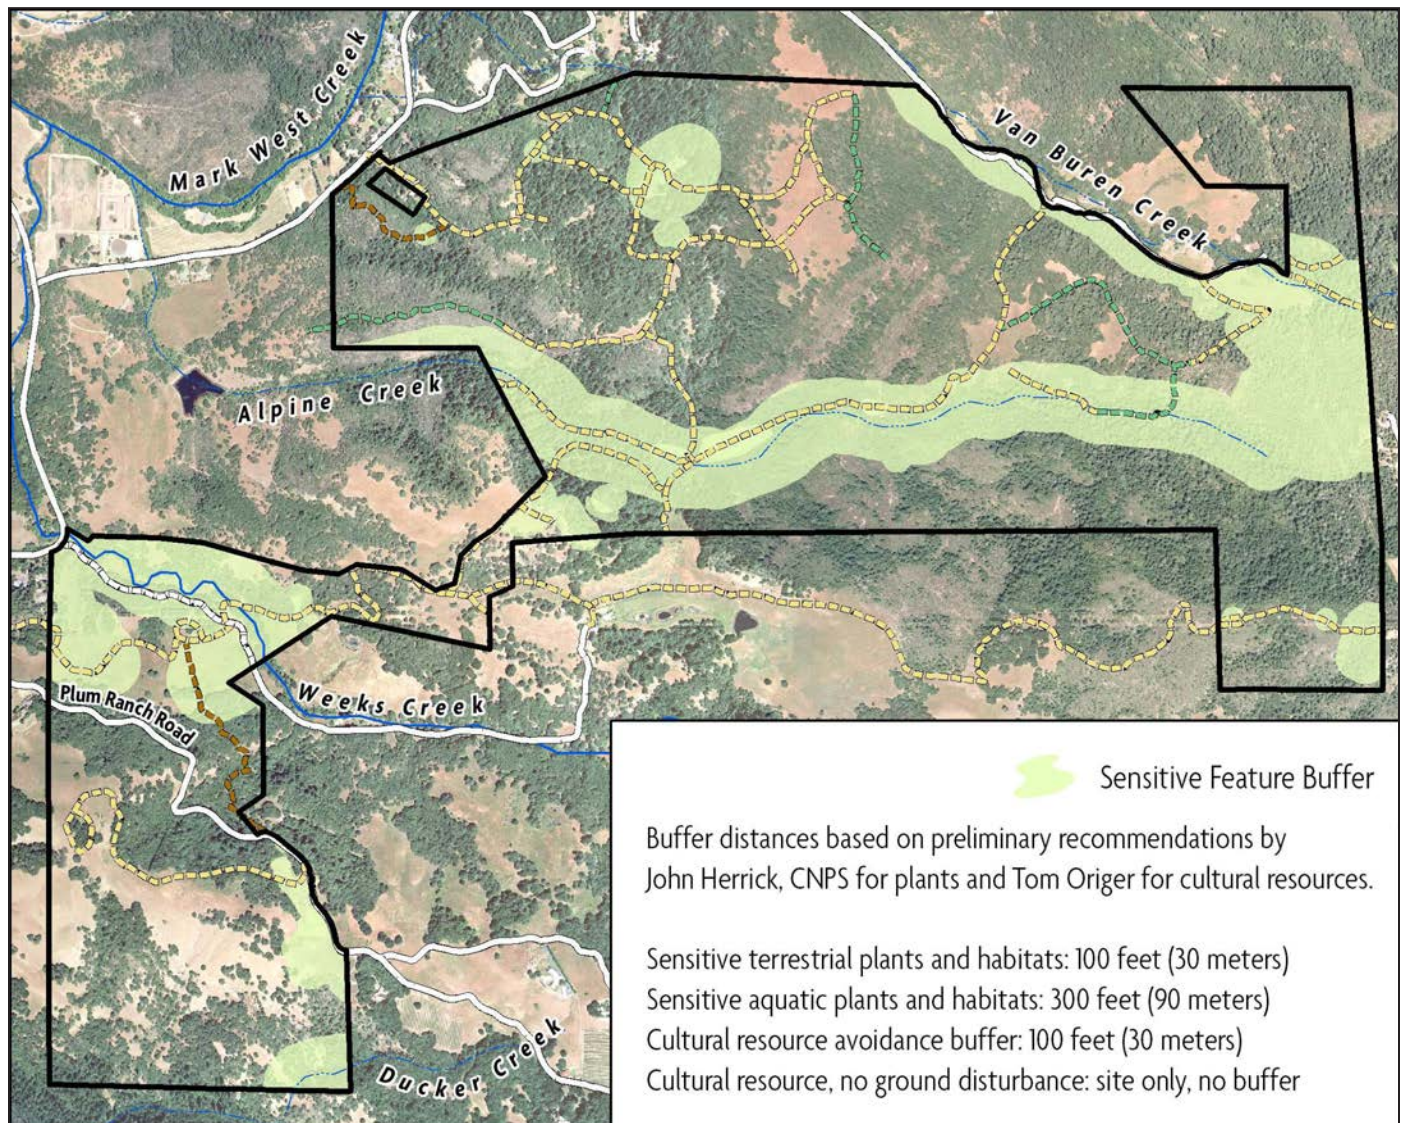 Mark West Creek
Van Buren Creek
Alpine Creek
Weeks Creek
Plum Ranch Road
Ducker Creek
Sensitive Feature Buffer
Buffer distances based on preliminary recommendations by
John Herrick, CNPS for plants and Tom Origer for cultural resources.
Sensitive terrestrial plants and habitats: 100 feet (30 meters)
Sensitive aquatic plants and habitats: 300 feet (90 meters)
Cultural resource avoidance buffer: 100 feet (30 meters)
Cultural resource, no ground disturbance: site only, no buffer